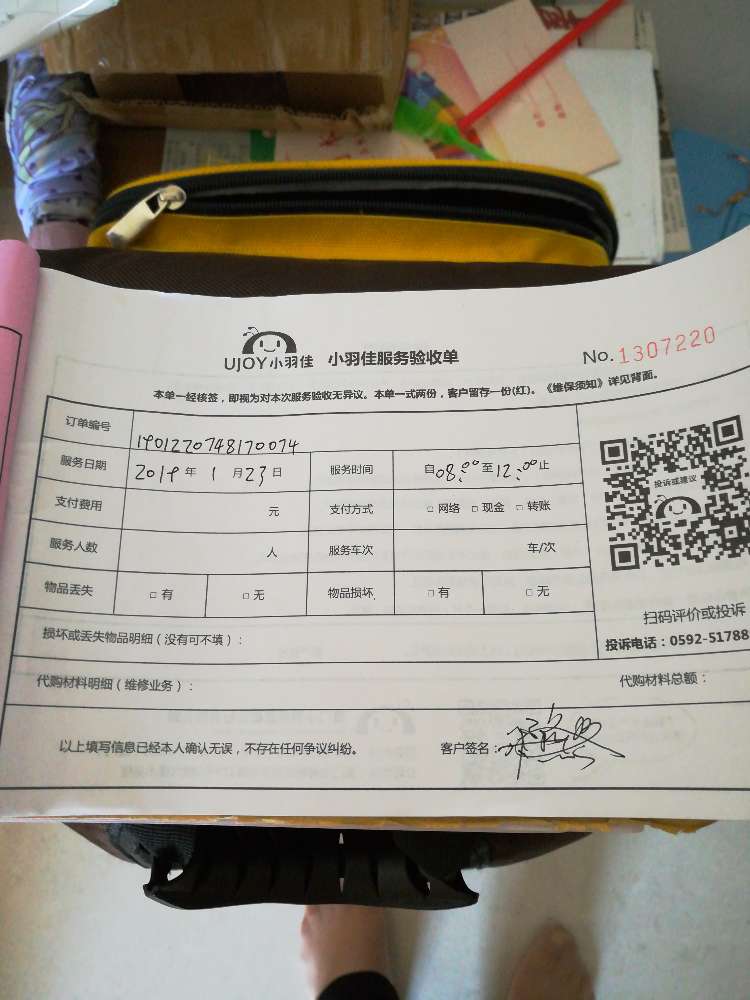 UJOY小羽佳 小羽佳服务验收单 No.1307220
本单一经核签，即视为对本次服务验收无异议。本单一式两份，客户留存一份(红)。《维保须知》详见背面。
订单编号 1901220748170074
服务日期 2019年1月23日 服务时间 自08:00至12:00止
支付费用 元 支付方式 □ 网络 □ 现金 □ 转账
服务人数 人 服务车次 车/次
物品丢失 □ 有 □ 无 物品损坏 □ 有 □ 无
投诉或建议
扫码评价或投诉
投诉电话：0592-51788
损坏或丢失物品明细（没有可不填）：
代购材料明细（维修业务）： 代购材料总额：
以上填写信息已经本人确认无误，不存在任何争议纠纷。 客户签名：